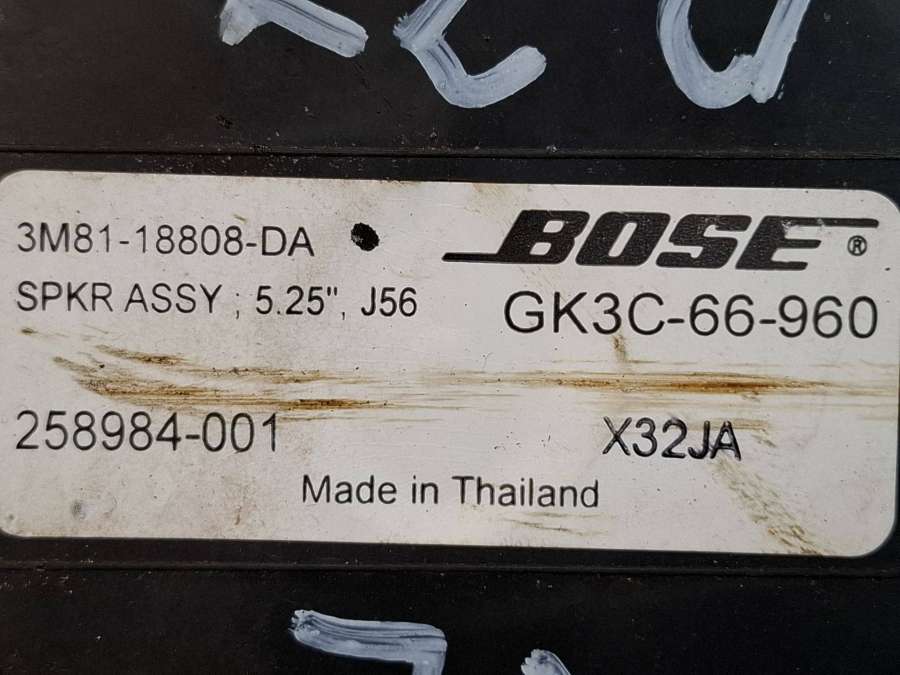 3M81-18808-DA
BOSE®
SPKR ASSY ; 5.25", J56
GK3C-66-960
258984-001
X32JA
Made in Thailand